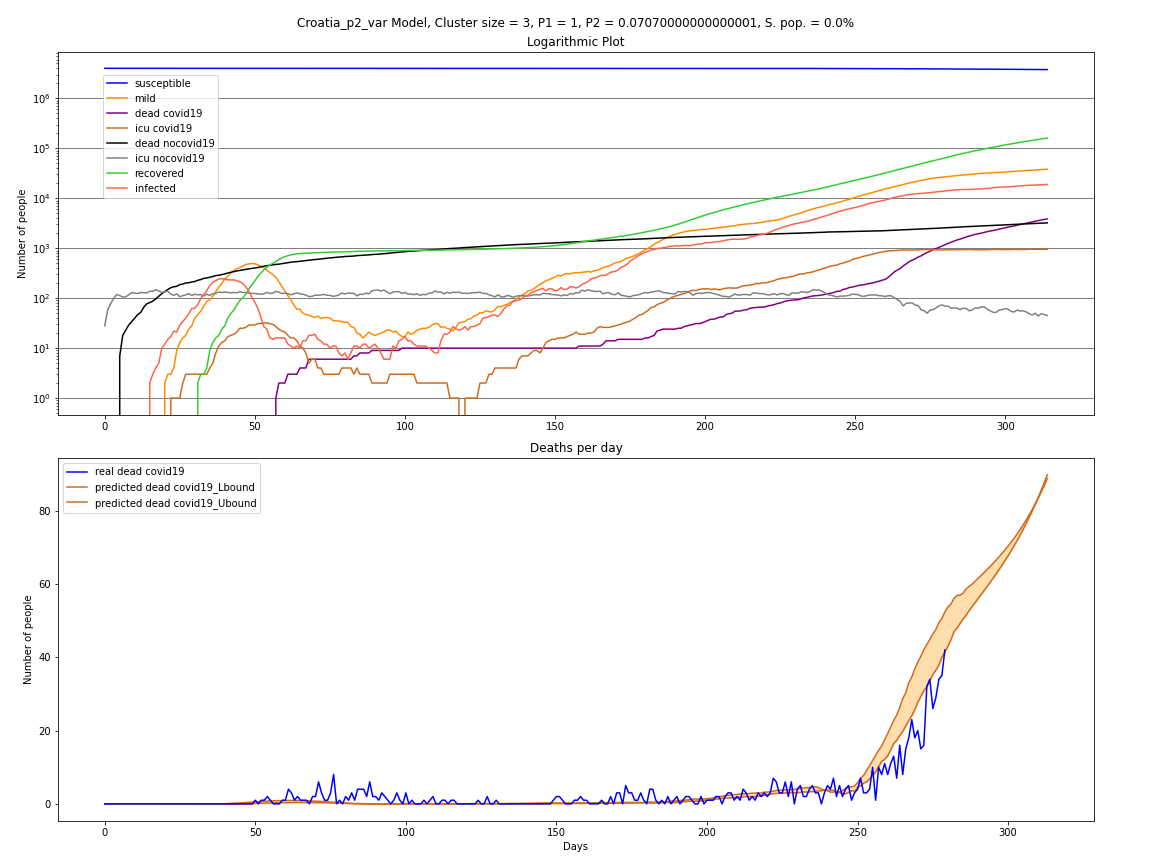 Croatia_p2_var Model, Cluster size = 3, P1 = 1, P2 = 0.07070000000000001, S. pop. = 0.0%
Logarithmic Plot
susceptible
mild
dead covid19
icu covid19
dead nocovid19
icu nocovid19
recovered
infected
Number of people
10⁶
10⁵
10⁴
10³
10²
10¹
10⁰
0 50 100 150 200 250 300
Deaths per day
real dead covid19
predicted dead covid19_Lbound
predicted dead covid19_Ubound
Number of people
80
60
40
20
0
0 50 100 150 200 250 300
Days